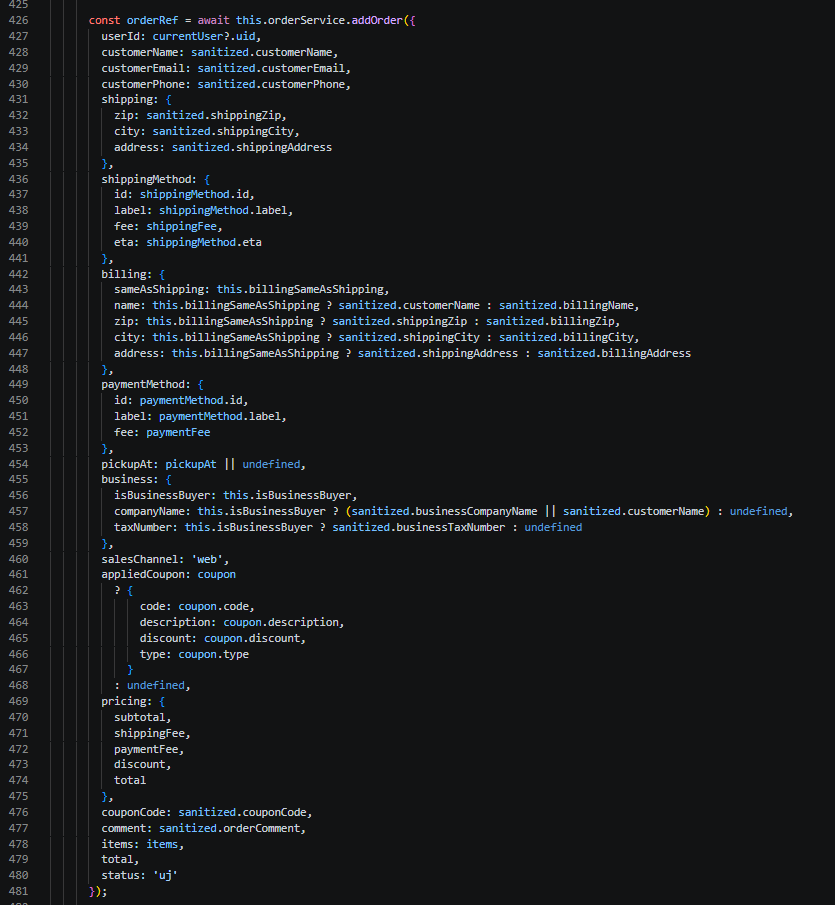 425
426 const orderRef = await this.orderService.addOrder({
427 userId: currentUser?.uid,
428 customerName: sanitized.customerName,
429 customerEmail: sanitized.customerEmail,
430 customerPhone: sanitized.customerPhone,
431 shipping: {
432 zip: sanitized.shippingZip,
433 city: sanitized.shippingCity,
434 address: sanitized.shippingAddress
435 },
436 shippingMethod: {
437 id: shippingMethod.id,
438 label: shippingMethod.label,
439 fee: shippingFee,
440 eta: shippingMethod.eta
441 },
442 billing: {
443 sameAsShipping: this.billingSameAsShipping,
444 name: this.billingSameAsShipping ? sanitized.customerName : sanitized.billingName,
445 zip: this.billingSameAsShipping ? sanitized.shippingZip : sanitized.billingZip,
446 city: this.billingSameAsShipping ? sanitized.shippingCity : sanitized.billingCity,
447 address: this.billingSameAsShipping ? sanitized.shippingAddress : sanitized.billingAddress
448 },
449 paymentMethod: {
450 id: paymentMethod.id,
451 label: paymentMethod.label,
452 fee: paymentFee
453 },
454 pickupAt: pickupAt || undefined,
455 business: {
456 isBusinessBuyer: this.isBusinessBuyer,
457 companyName: this.isBusinessBuyer ? (sanitized.businessCompanyName || sanitized.customerName) : undefined,
458 taxNumber: this.isBusinessBuyer ? sanitized.businessTaxNumber : undefined
459 },
460 salesChannel: 'web',
461 appliedCoupon: coupon
462 ? {
463 code: coupon.code,
464 description: coupon.description,
465 discount: coupon.discount,
466 type: coupon.type
467 }
468 : undefined,
469 pricing: {
470 subtotal,
471 shippingFee,
472 paymentFee,
473 discount,
474 total
475 },
476 couponCode: sanitized.couponCode,
477 comment: sanitized.orderComment,
478 items: items,
479 total,
480 status: 'uj'
481 });